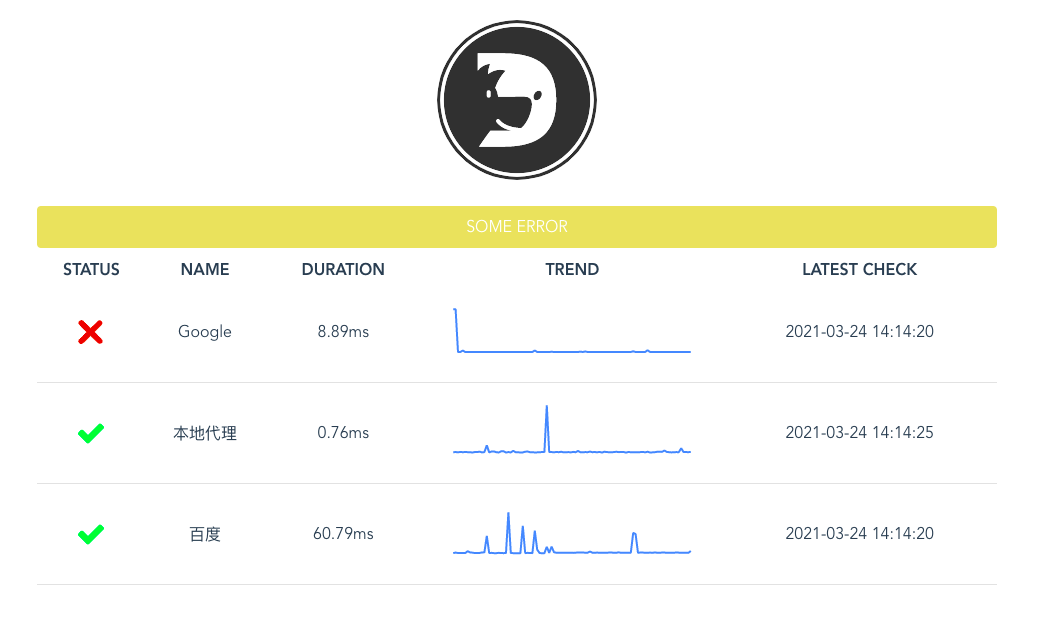 SOME ERROR
STATUS NAME DURATION TREND LATEST CHECK
Google 8.89ms 2021-03-24 14:14:20
本地代理 0.76ms 2021-03-24 14:14:25
百度 60.79ms 2021-03-24 14:14:20